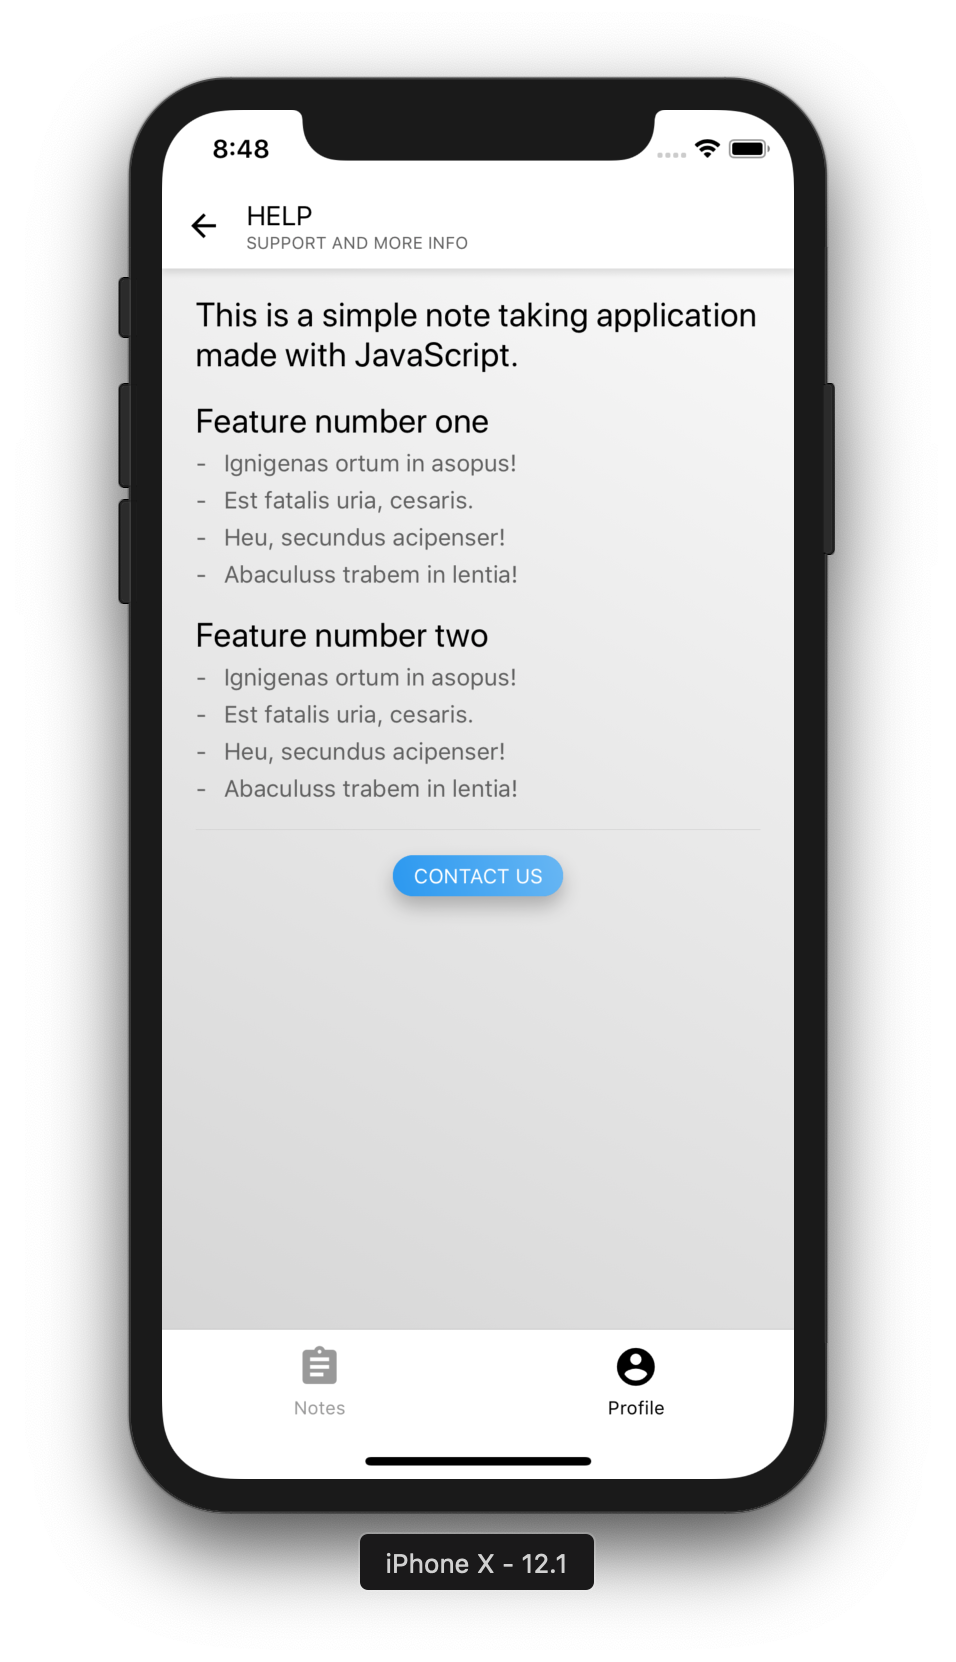 8:48
HELP
SUPPORT AND MORE INFO
This is a simple note taking application
made with JavaScript.
Feature number one
- Ignigenas ortum in asopus!
- Est fatalis uria, cesaris.
- Heu, secundus acipenser!
- Abaculuss trabem in lentia!
Feature number two
- Ignigenas ortum in asopus!
- Est fatalis uria, cesaris.
- Heu, secundus acipenser!
- Abaculuss trabem in lentia!
CONTACT US
Notes
Profile
iPhone X - 12.1